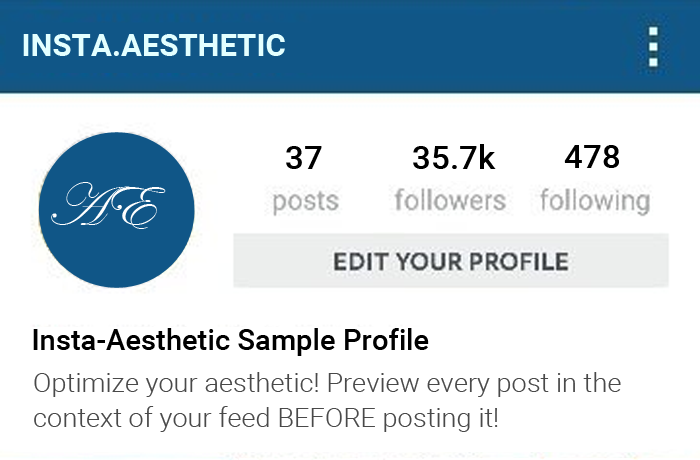 INSTA.AESTHETIC
37 35.7k 478
posts followers following
AE
EDIT YOUR PROFILE
Insta-Aesthetic Sample Profile
Optimize your aesthetic! Preview every post in the
context of your feed BEFORE posting it!